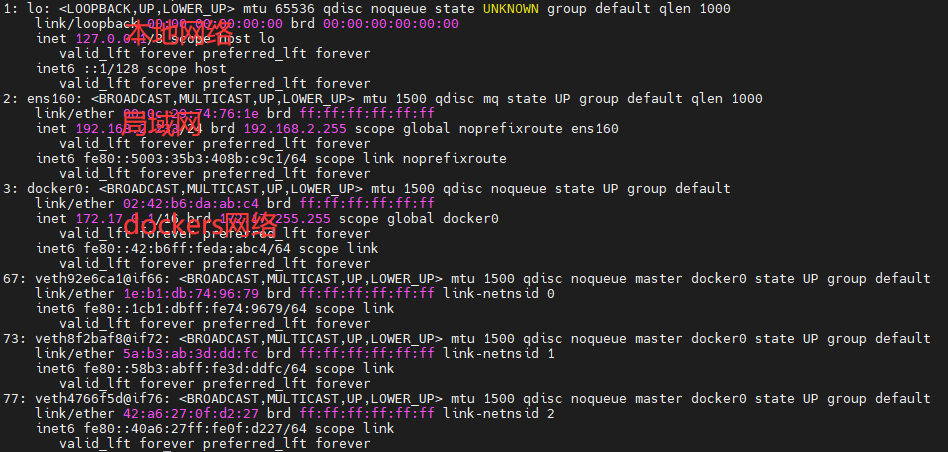 1: lo: <LOOPBACK,UP,LOWER_UP> mtu 65536 qdisc noqueue state UNKNOWN group default qlen 1000
link/loopback 00:00:00:00:00:00 brd 00:00:00:00:00:00
本地网络
inet 127.0.0.1/8 scope host lo
valid_lft forever preferred_lft forever
inet6 ::1/128 scope host
valid_lft forever preferred_lft forever
2: ens160: <BROADCAST,MULTICAST,UP,LOWER_UP> mtu 1500 qdisc mq state UP group default qlen 1000
link/ether brd ff:ff:ff:ff:ff:ff
局域网
inet /24 brd 192.168.2.255 scope global noprefixroute ens160
valid_lft forever preferred_lft forever
inet6 fe80::5003:35b3:408b:c9c1/64 scope link noprefixroute
valid_lft forever preferred_lft forever
3: docker0: <BROADCAST,MULTICAST,UP,LOWER_UP> mtu 1500 qdisc noqueue state UP group default
link/ether 02:42:b6:da:ab:c4 brd ff:ff:ff:ff:ff:ff
inet 172.17.0.1/16 brd 172.17.255.255 scope global docker0
dockers网络
valid_lft forever preferred_lft forever
inet6 fe80::42:b6ff:feda:abc4/64 scope link
valid_lft forever preferred_lft forever
67: veth92e6ca1@if66: <BROADCAST,MULTICAST,UP,LOWER_UP> mtu 1500 qdisc noqueue master docker0 state UP group default
link/ether 1e:b1:db:74:96:79 brd ff:ff:ff:ff:ff:ff link-netnsid 0
inet6 fe80::1cb1:dbff:fe74:9679/64 scope link
valid_lft forever preferred_lft forever
73: veth8f2baf8@if72: <BROADCAST,MULTICAST,UP,LOWER_UP> mtu 1500 qdisc noqueue master docker0 state UP group default
link/ether 5a:b3:ab:3d:dd:fc brd ff:ff:ff:ff:ff:ff link-netnsid 1
inet6 fe80::58b3:abff:fe3d:ddfc/64 scope link
valid_lft forever preferred_lft forever
77: veth4766f5d@if76: <BROADCAST,MULTICAST,UP,LOWER_UP> mtu 1500 qdisc noqueue master docker0 state UP group default
link/ether 42:a6:27:0f:d2:27 brd ff:ff:ff:ff:ff:ff link-netnsid 2
inet6 fe80::40a6:27ff:fe0f:d227/64 scope link
valid_lft forever preferred_lft forever